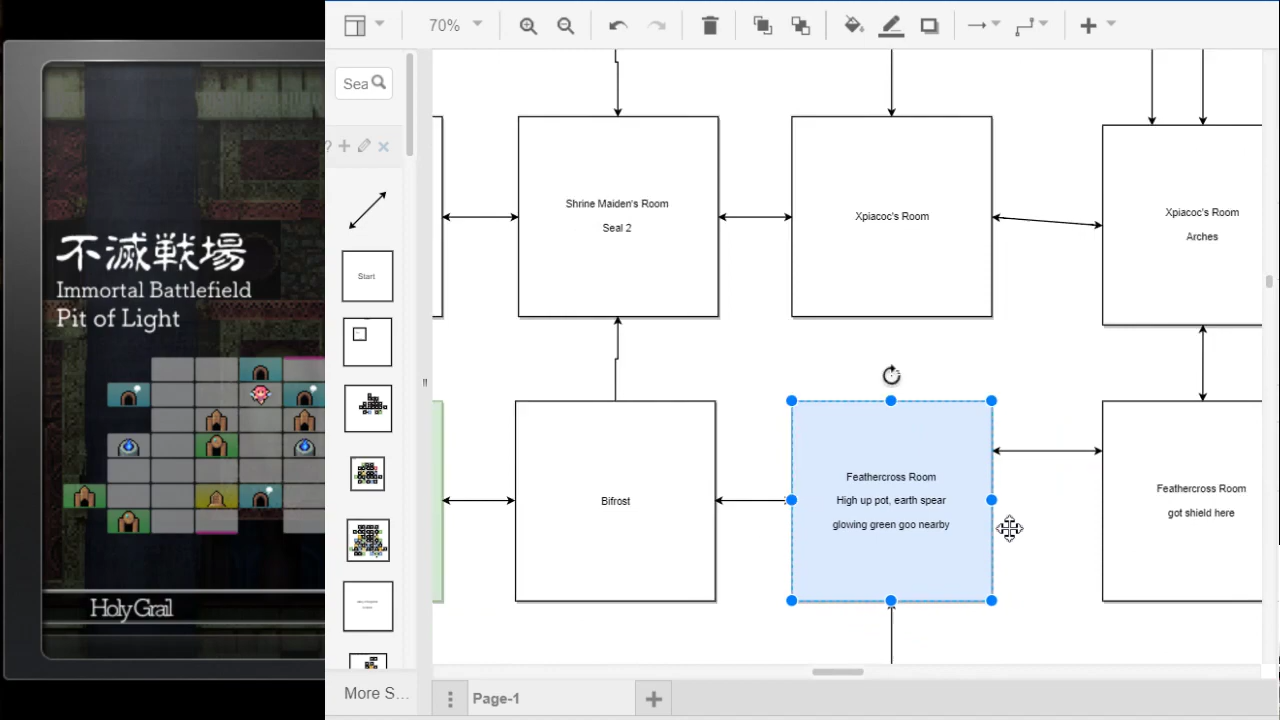 不滅戦場
Immortal Battlefield
Pit of Light
Holy Grail
70%
Sea
?
Start
More S...
Page-1
Shrine Maiden's Room
Seal 2
Xpiacoc's Room
Xpiacoc's Room
Arches
Bifrost
Feathercross Room
High up pot, earth spear
glowing green goo nearby
Feathercross Room
got shield here